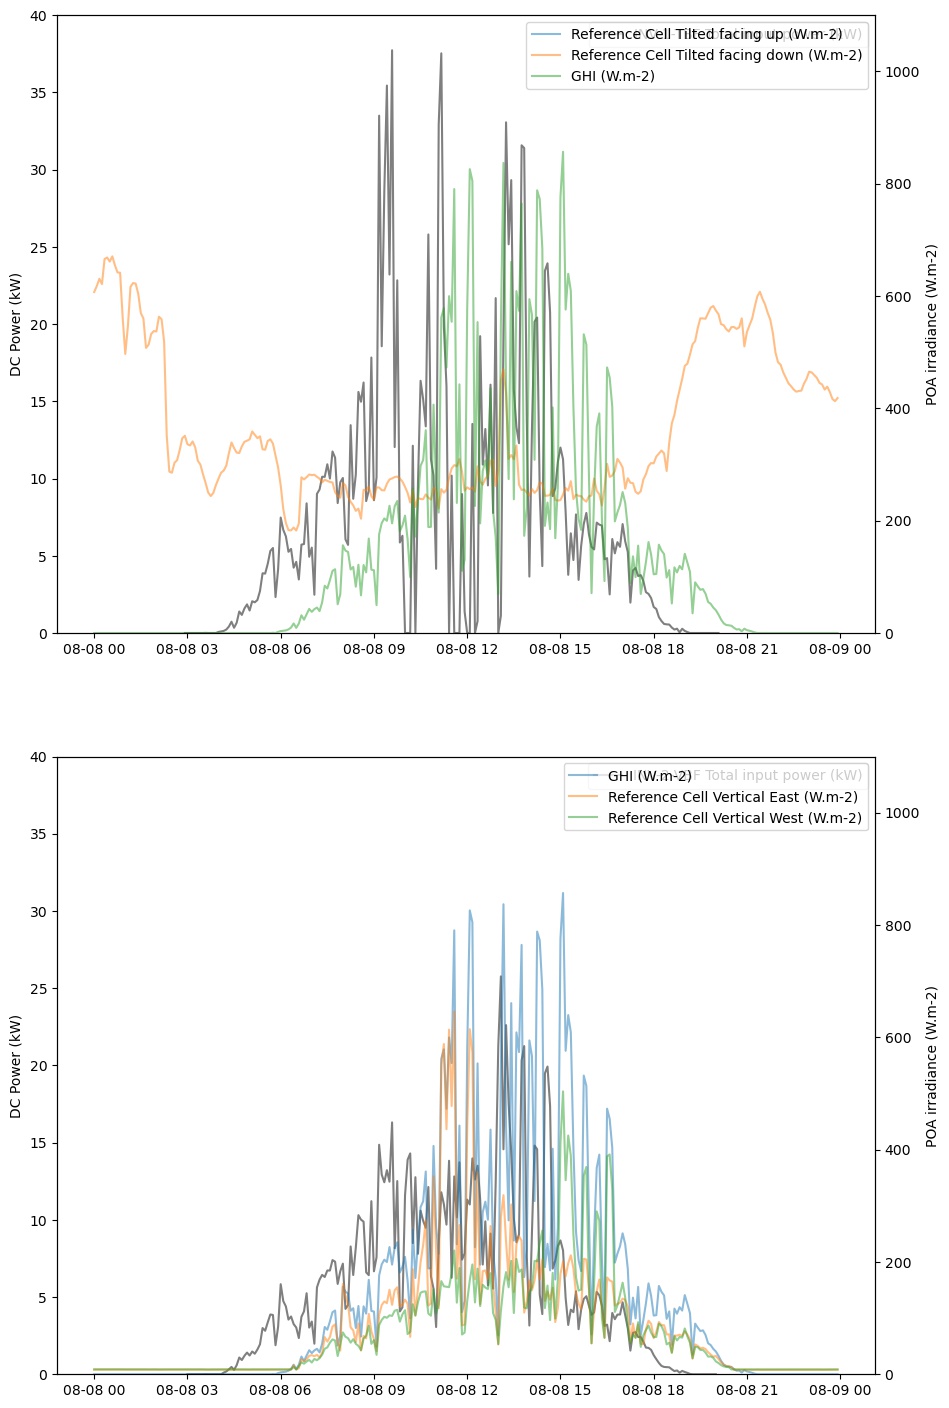 40
35
30
25
20
15
10
5
0
DC Power (kW)
Reference Cell Tilted facing up (W.m-2)
Reference Cell Tilted facing down (W.m-2)
GHI (W.m-2)
1000
800
600
400
200
0
POA irradiance (W.m-2)
08-08 00 08-08 03 08-08 06 08-08 09 08-08 12 08-08 15 08-08 18 08-08 21 08-09 00
40
35
30
25
20
15
10
5
0
DC Power (kW)
Total input power (kW)
GHI (W.m-2)
Reference Cell Vertical East (W.m-2)
Reference Cell Vertical West (W.m-2)
1000
800
600
400
200
0
POA irradiance (W.m-2)
08-08 00 08-08 03 08-08 06 08-08 09 08-08 12 08-08 15 08-08 18 08-08 21 08-09 00